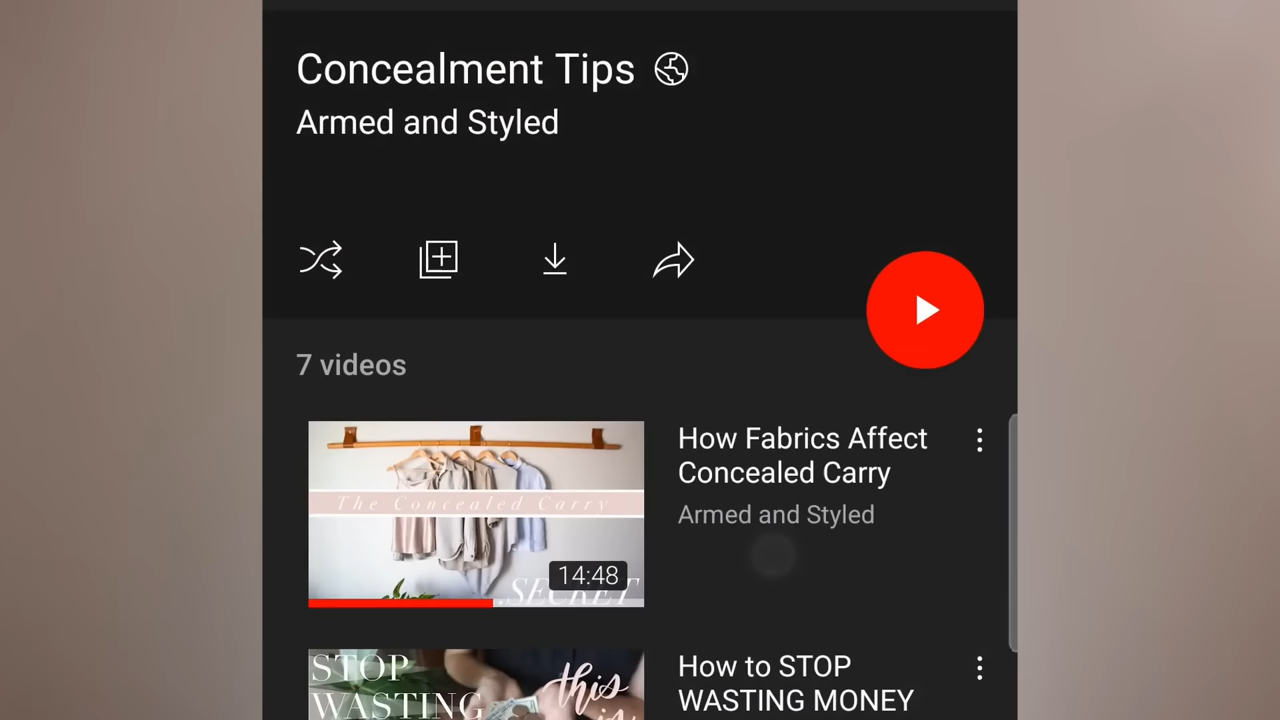 Concealment Tips
Armed and Styled
7 videos
The Concealed Carry
SECRET
14:48
How Fabrics Affect
Concealed Carry
Armed and Styled
STOP
WASTING
this
is
How to STOP
WASTING MONEY